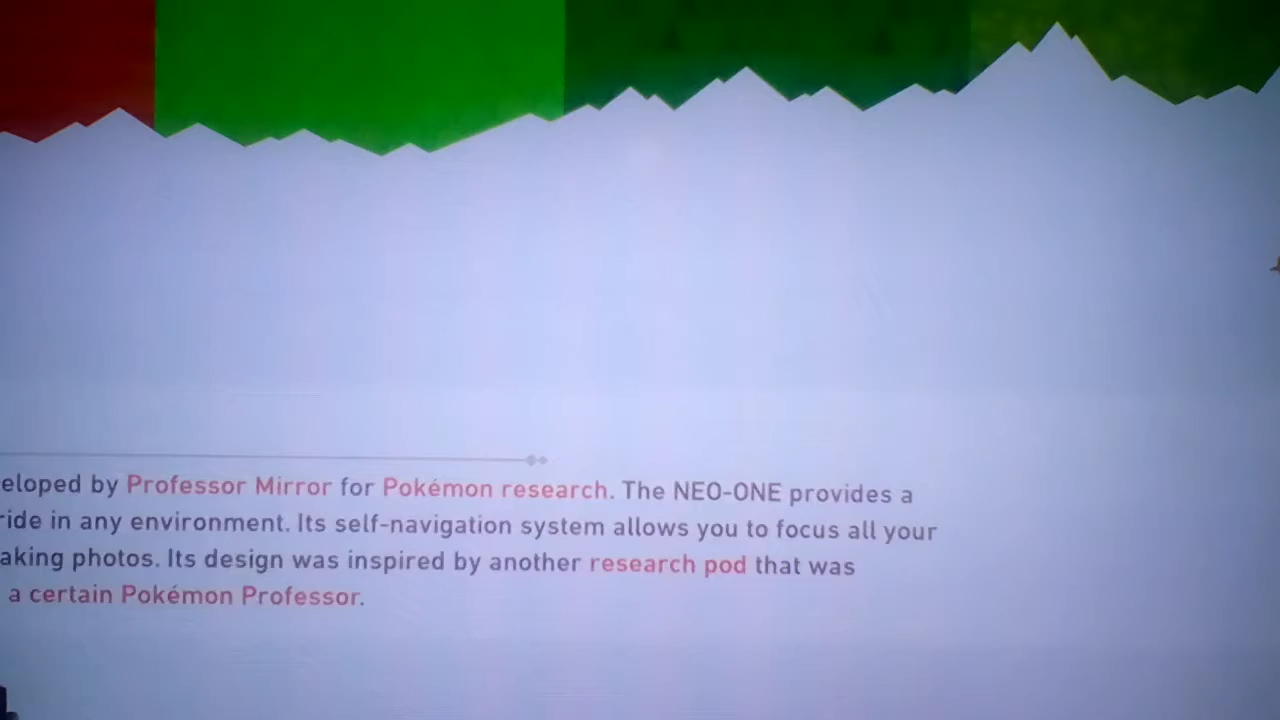 eloped by Professor Mirror for Pokémon research. The NEO-ONE provides a
ride in any environment. Its self-navigation system allows you to focus all your
aking photos. Its design was inspired by another research pod that was
a certain Pokémon Professor.